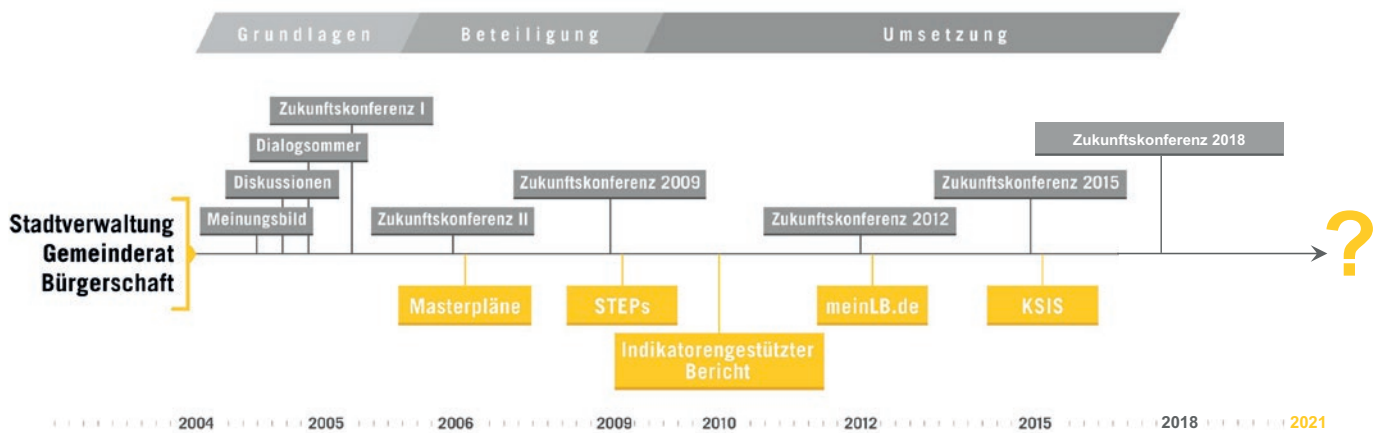 Grundlagen Beteiligung Umsetzung
Zukunftskonferenz I
Zukunftskonferenz 2018
Dialogsommer
Diskussionen
Zukunftskonferenz 2009
Zukunftskonferenz 2015
Meinungsbild
Zukunftskonferenz II
Zukunftskonferenz 2012
Stadtverwaltung
Gemeinderat
Bürgerschaft
?
Masterpläne
STEPs
meinLB.de
KSIS
Indikatorengestützter
Bericht
2004 2005 2006 2009 2010 2012 2015 2018 2021